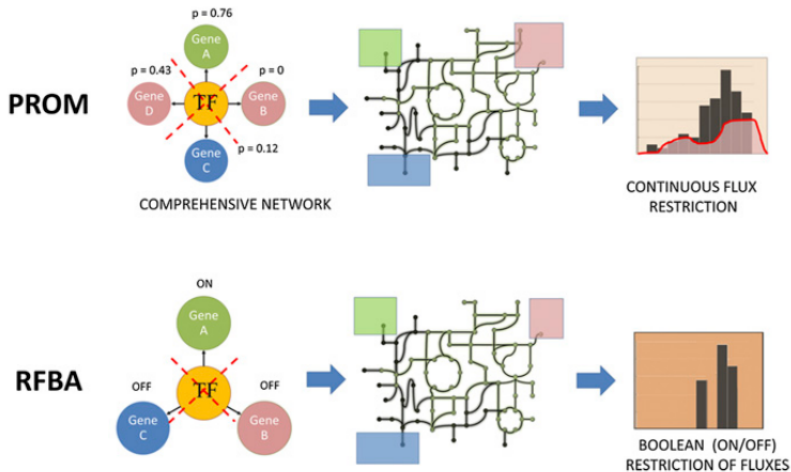 p = 0.76
Gene
A
p = 0.43
p = 0
PROM
Gene
D
TF
Gene
B
p = 0.12
Gene
C
COMPREHENSIVE NETWORK
CONTINUOUS FLUX
RESTRICTION
ON
Gene
A
RFBA
OFF
TF
OFF
Gene
C
Gene
B
BOOLEAN (ON/OFF)
RESTRICTION OF FLUXES